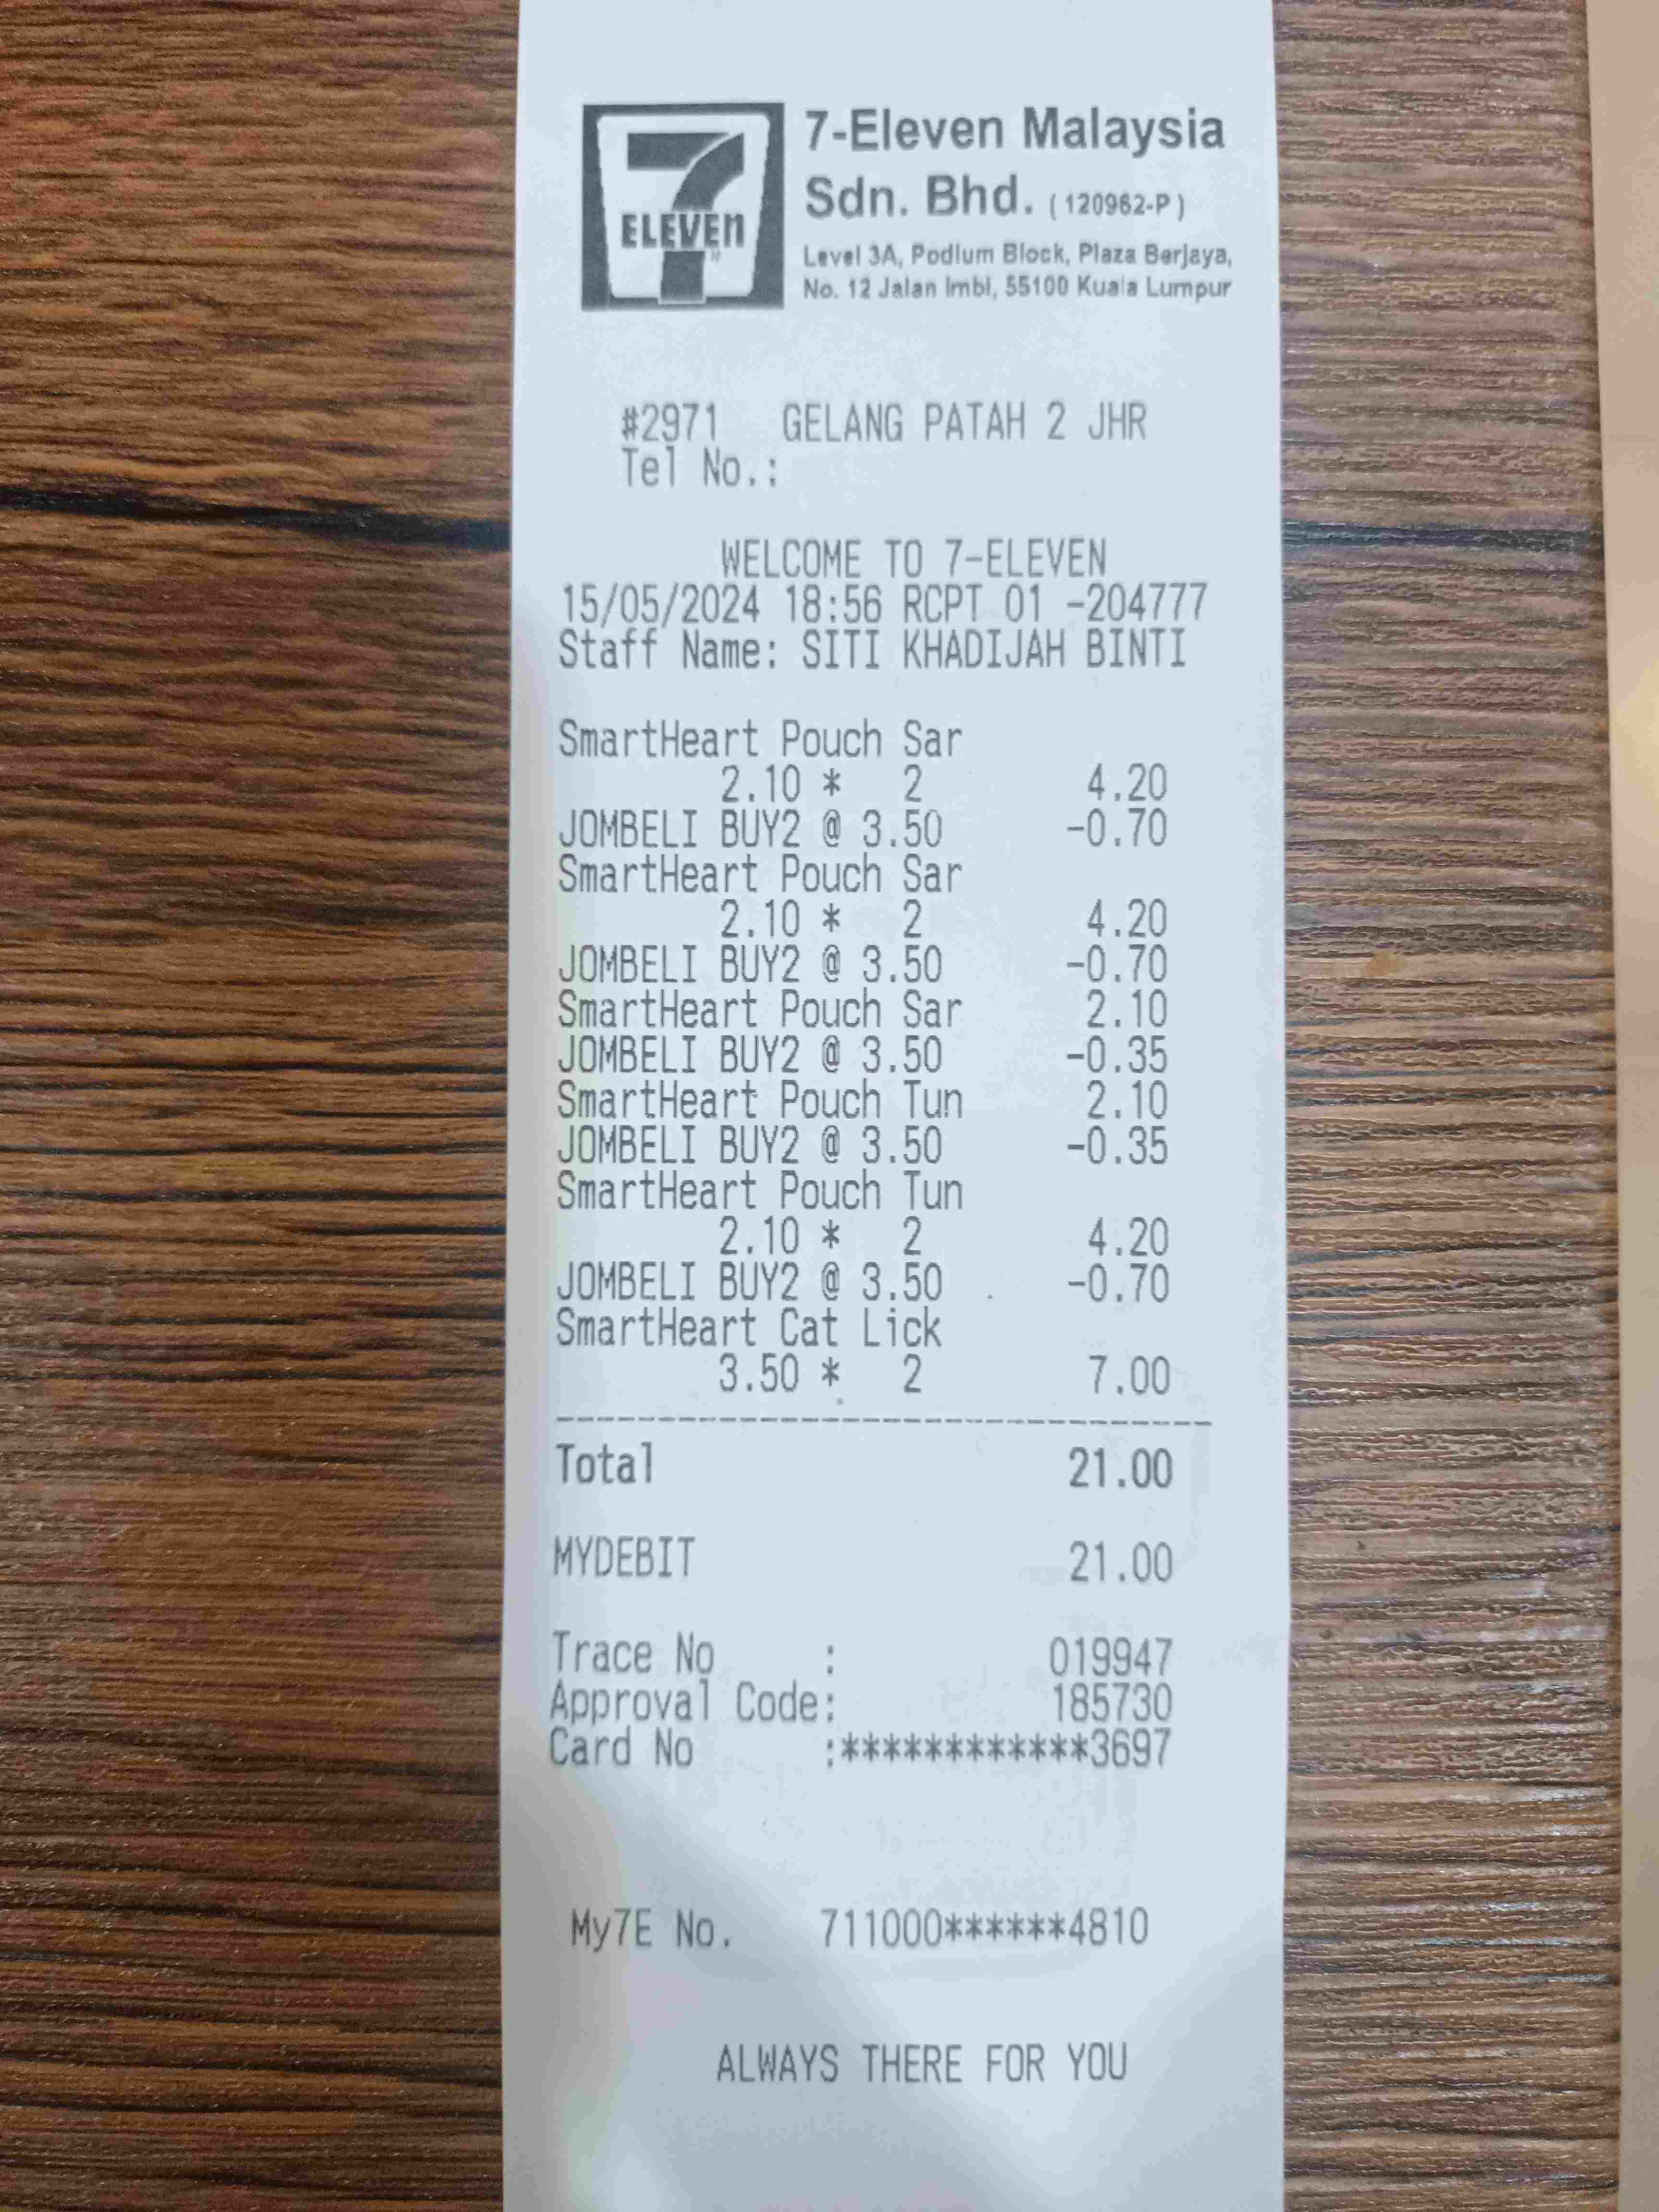 7
ELEVEN
7-Eleven Malaysia
Sdn. Bhd. (120962-P)
Level 3A, Podium Block, Plaza Berjaya,
No. 12 Jalan Imbi, 55100 Kuala Lumpur
#2971 GELANG PATAH 2 JHR
Tel No.:
WELCOME TO 7-ELEVEN
15/05/2024 18:56 RCPT 01 -204777
Staff Name: SITI KHADIJAH BINTI
SmartHeart Pouch Sar
2.10 * 2 4.20
JOMBELI BUY2 @ 3.50 -0.70
SmartHeart Pouch Sar
2.10 * 2 4.20
JOMBELI BUY2 @ 3.50 -0.70
SmartHeart Pouch Sar 2.10
JOMBELI BUY2 @ 3.50 -0.35
SmartHeart Pouch Tun 2.10
JOMBELI BUY2 @ 3.50 -0.35
SmartHeart Pouch Tun
2.10 * 2 4.20
JOMBELI BUY2 @ 3.50 -0.70
SmartHeart Cat Lick
3.50 * 2 7.00
Total 21.00
MYDEBIT 21.00
Trace No : 019947
Approval Code: 185730
Card No :************3697
My7E No. 711000******4810
ALWAYS THERE FOR YOU